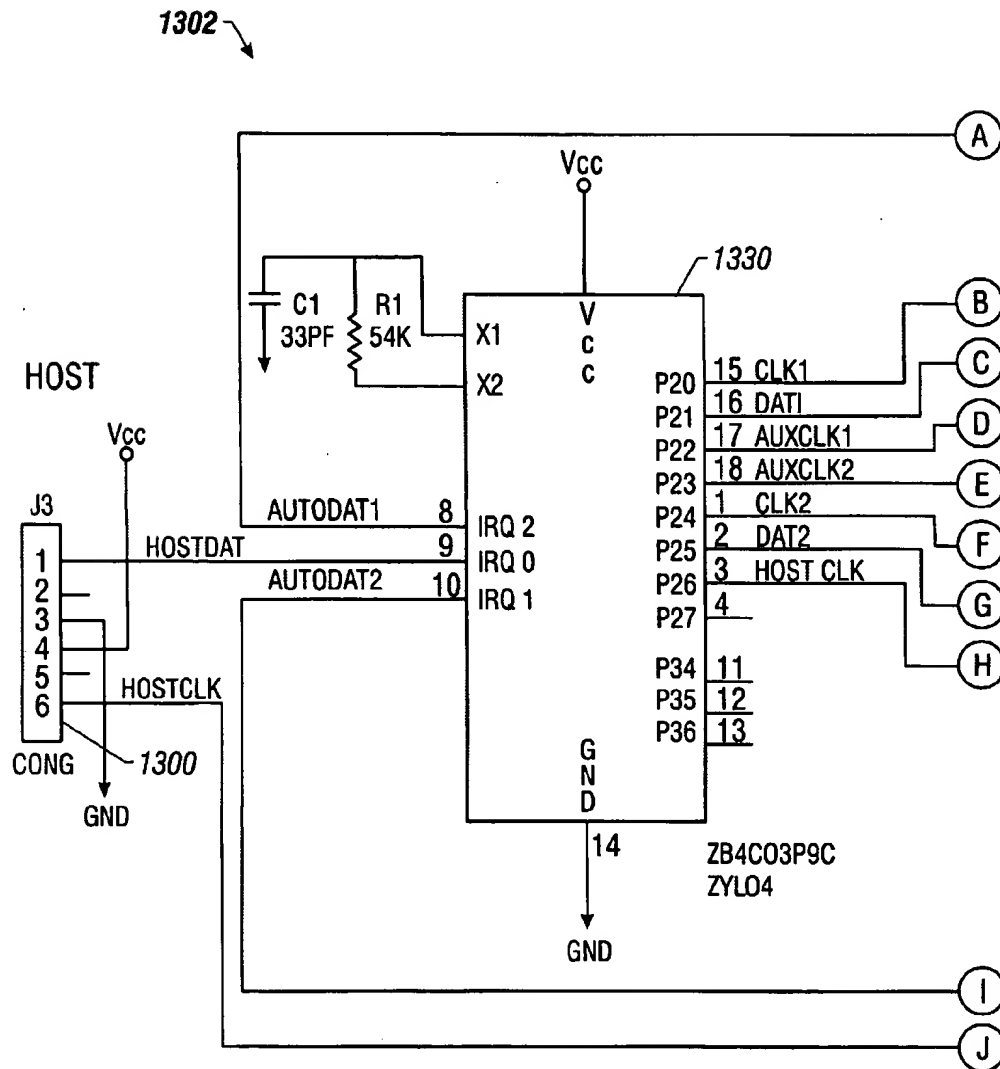 1302
A
Vcc
1330
C1
33PF
R1
54K
X1
X2
VCC
HOST
Vcc
J3
1
2
3
4
5
6
CONG
1300
GND
HOSTDAT
HOSTCLK
AUTODAT1
8
IRQ 2
9
IRQ 0
AUTODAT2
10
IRQ 1
P20 15 CLK1
P21 16 DATI
P22 17 AUXCLK1
P23 18 AUXCLK2
P24 1 CLK2
P25 2 DAT2
P26 3 HOST CLK
P27 4
P34 11
P35 12
P36 13
B
C
D
E
F
G
H
GND
14
GND
ZB4CO3P9C
ZYLO4
I
J